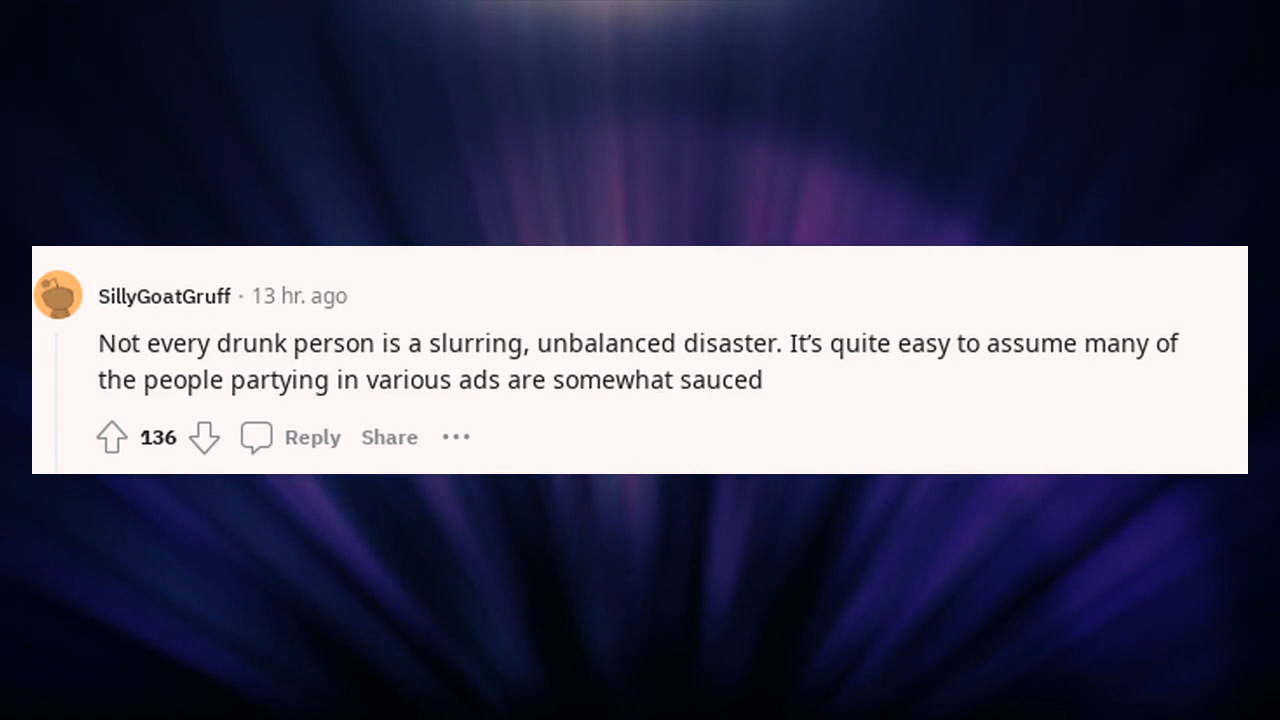 SillyGoatGruff · 13 hr. ago
Not every drunk person is a slurring, unbalanced disaster. It’s quite easy to assume many of
the people partying in various ads are somewhat sauced
136 Reply Share ···